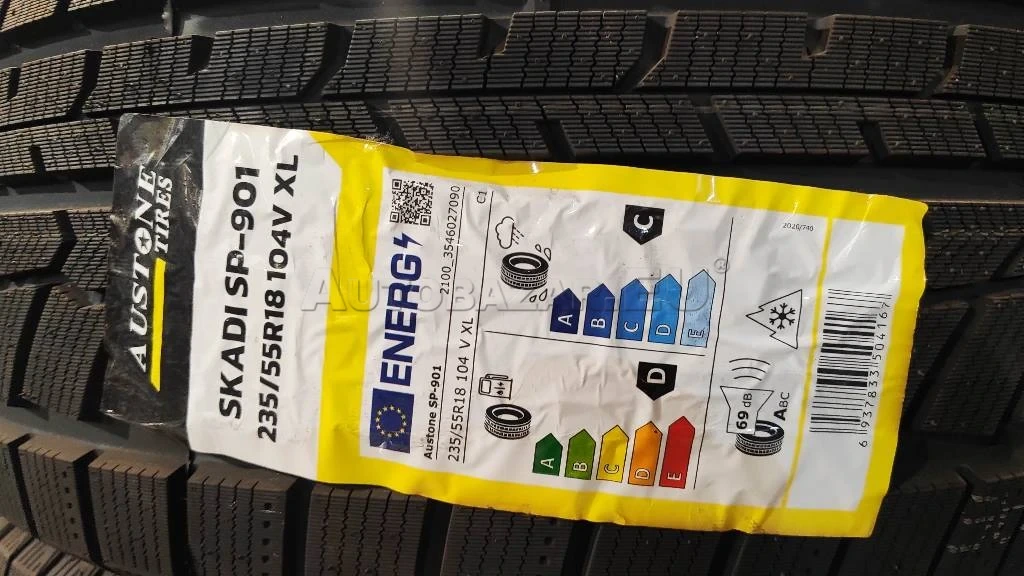 AUSTONE
TIRES
SKADI SP-901
235/55R18 104V XL
ENERG
Austone SP-901
2100_3546027090
235/55R18 104 V XL
C1
A
B
C
D
E
D
A
B
C
D
E
C
69 dB
ABC
2020/740
6 937833 504167
AUTOBAZAR.EU